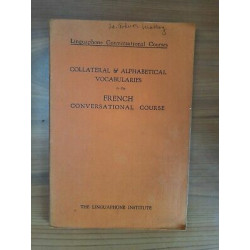 Linguaphone Conversational Courses
COLLATERAL & ALPHABETICAL
VOCABULARIES
to the
FRENCH
CONVERSATIONAL COURSE
THE LINGUAPHONE INSTITUTE